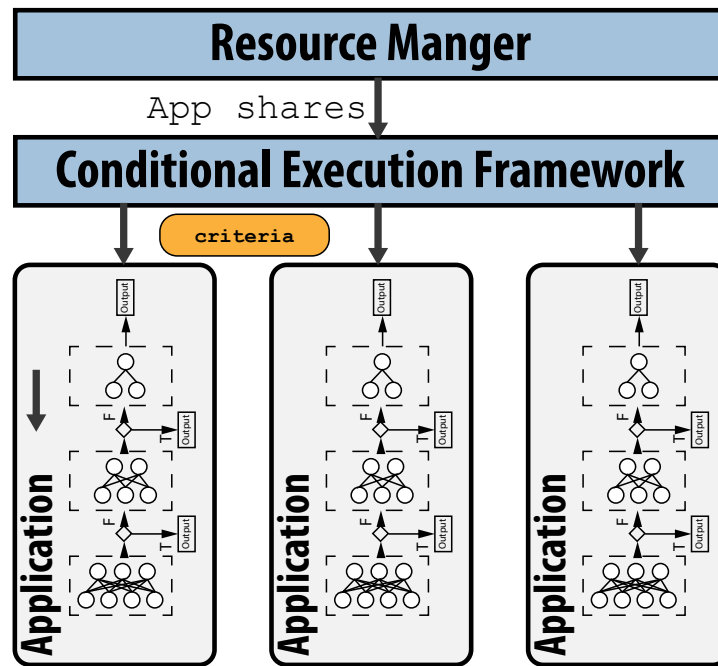 Resource Manger
App shares
Conditional Execution Framework
criteria
Output
F
T
Output
F
T
Output
Application
Output
F
T
Output
F
T
Output
Application
Output
F
T
Output
F
T
Output
Application